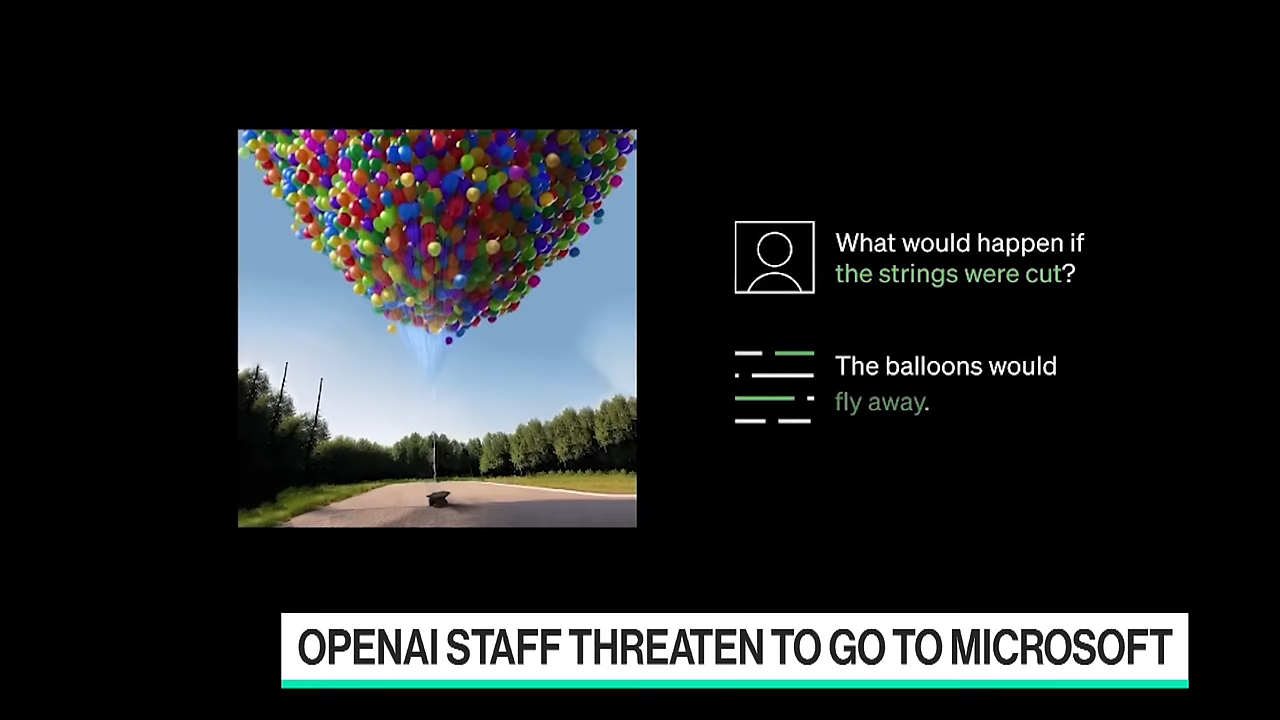 What would happen if
the strings were cut?
The balloons would
fly away.
OPENAI STAFF THREATEN TO GO TO MICROSOFT